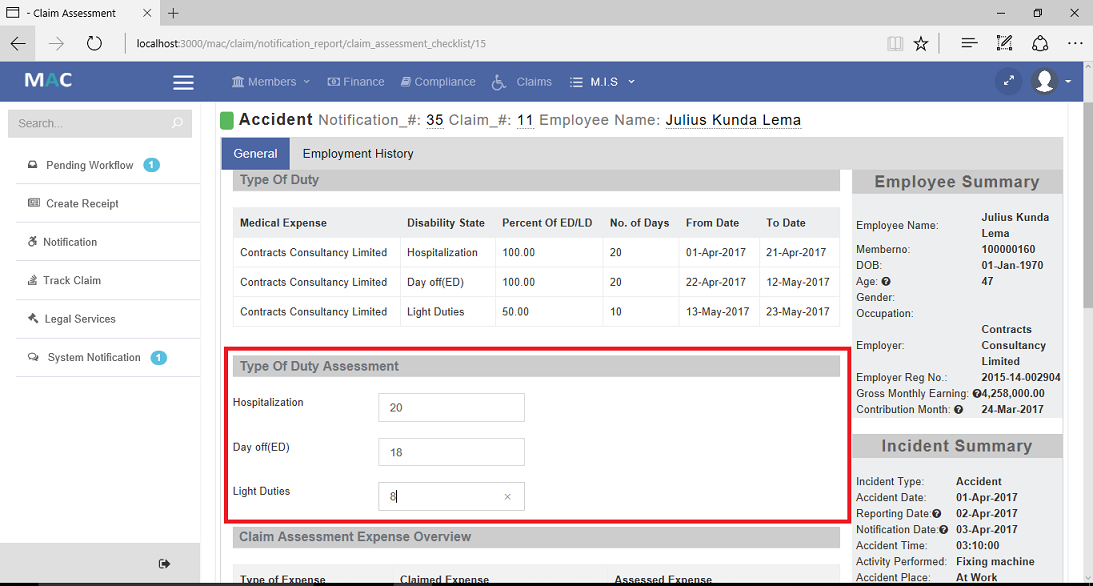 - Claim Assessment
localhost:3000/mac/claim/notification_report/claim_assessment_checklist/15
MAC
Members
Finance
Compliance
Claims
M.I.S
Search...
Pending Workflow 1
Create Receipt
Notification
Track Claim
Legal Services
System Notification 1
Accident Notification_#: 35 Claim_#: 11 Employee Name: Julius Kunda Lema
General Employment History
Type Of Duty
Medical Expense Disability State Percent Of ED/LD No. of Days From Date To Date
Contracts Consultancy Limited Hospitalization 100.00 20 01-Apr-2017 21-Apr-2017
Contracts Consultancy Limited Day off(ED) 100.00 20 22-Apr-2017 12-May-2017
Contracts Consultancy Limited Light Duties 50.00 10 13-May-2017 23-May-2017
Type Of Duty Assessment
Hospitalization 20
Day off(ED) 18
Light Duties 8
Claim Assessment Expense Overview
Type of Expense Claimed Expense Assessed Expense
Employee Summary
Employee Name: Julius Kunda
Lema
Memberno: 100000160
DOB: 01-Jan-1970
Age: 47
Gender:
Occupation:
Employer: Contracts
Consultancy
Limited
Employer Reg No.: 2015-14-002904
Gross Monthly Earning: 4,258,000.00
Contribution Month: 24-Mar-2017
Incident Summary
Incident Type: Accident
Accident Date: 01-Apr-2017
Reporting Date: 02-Apr-2017
Notification Date: 03-Apr-2017
Accident Time: 03:10:00
Activity Performed: Fixing machine
Accident Place: At Work